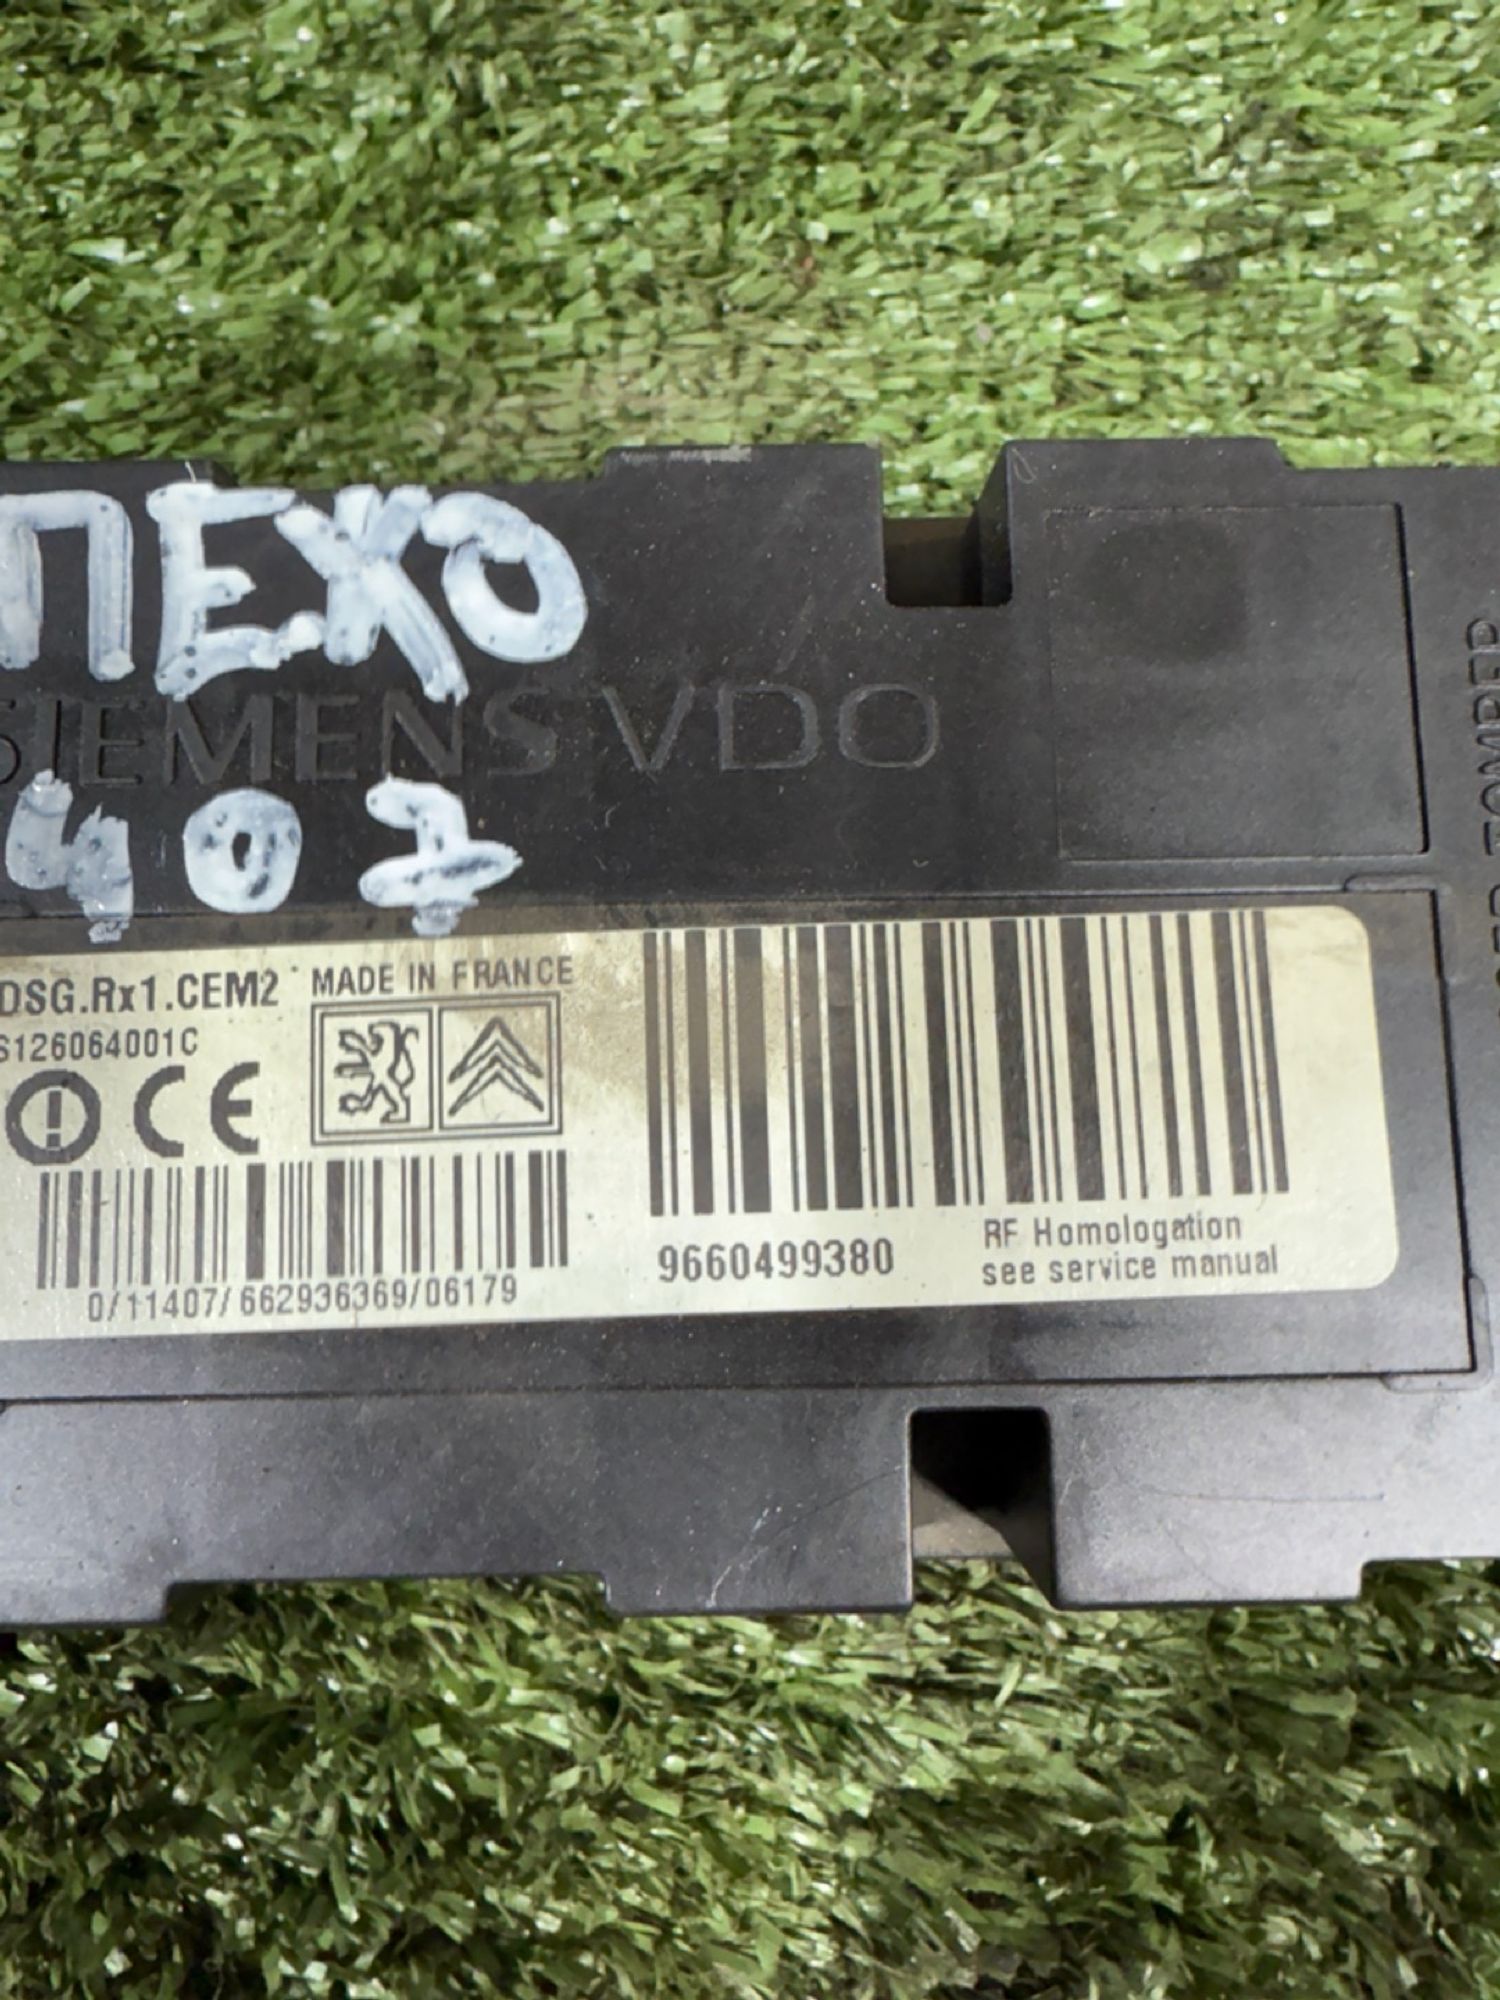 ПЕЖО
SIEMENS VDO
407
DSG.Rx1.CEM2
MADE IN FRANCE
S126064001C
CE
0/11407/662936369/06179
9660499380
RF Homologation
see service manual